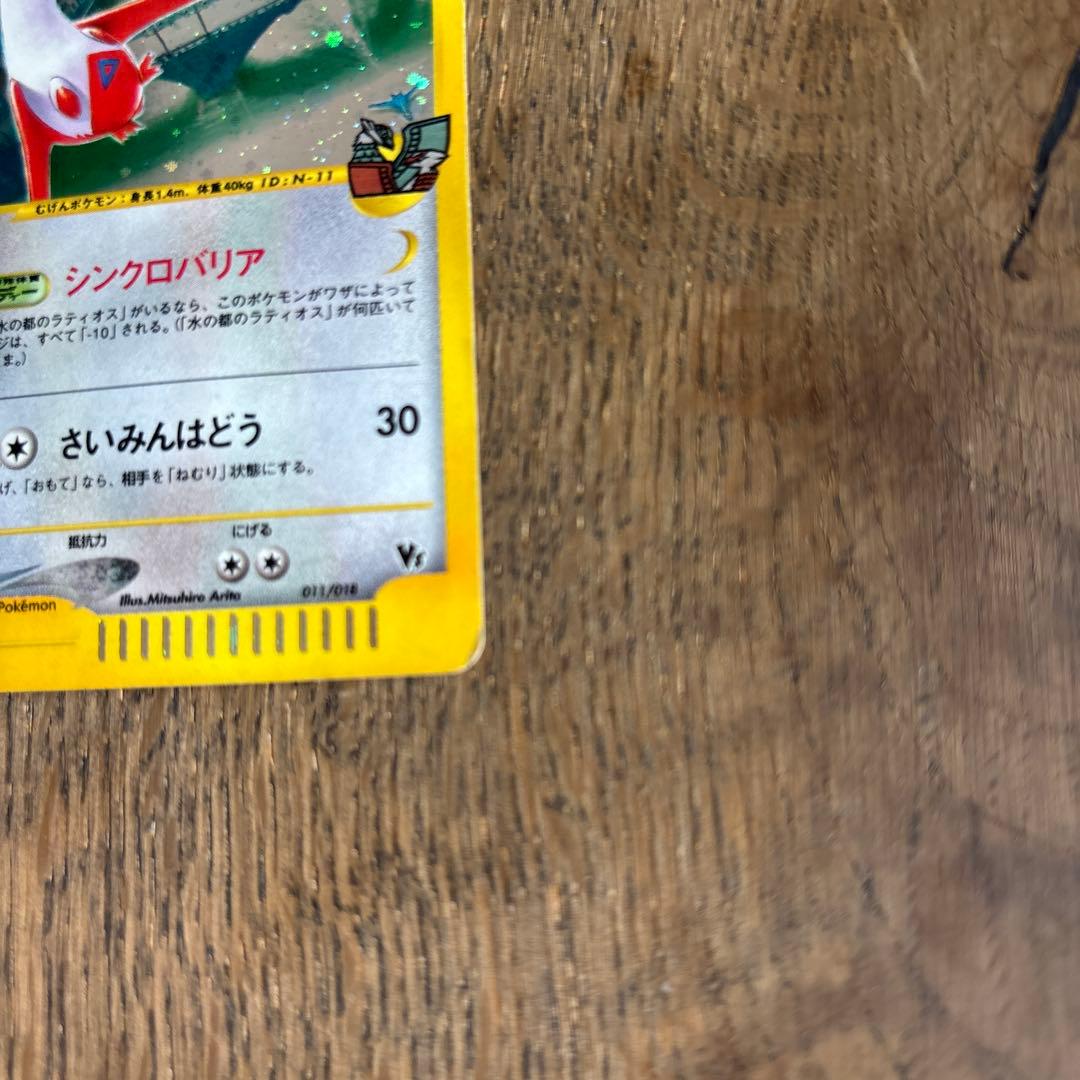 むげんポケモン：身長1.4m、体重40kg ID:N-11
シンクロバリア
水の都のラティオス」がいるなら、このポケモンがワザによって
ジは、すべて「-10」される。（「水の都のラティオス」が何匹いて
ま。）
さいみんはどう 30
げ、「おもて」なら、相手を「ねむり」状態にする。
抵抗力 にげる
Illus.Mitsuhiro Arita 011/018
Pokémon